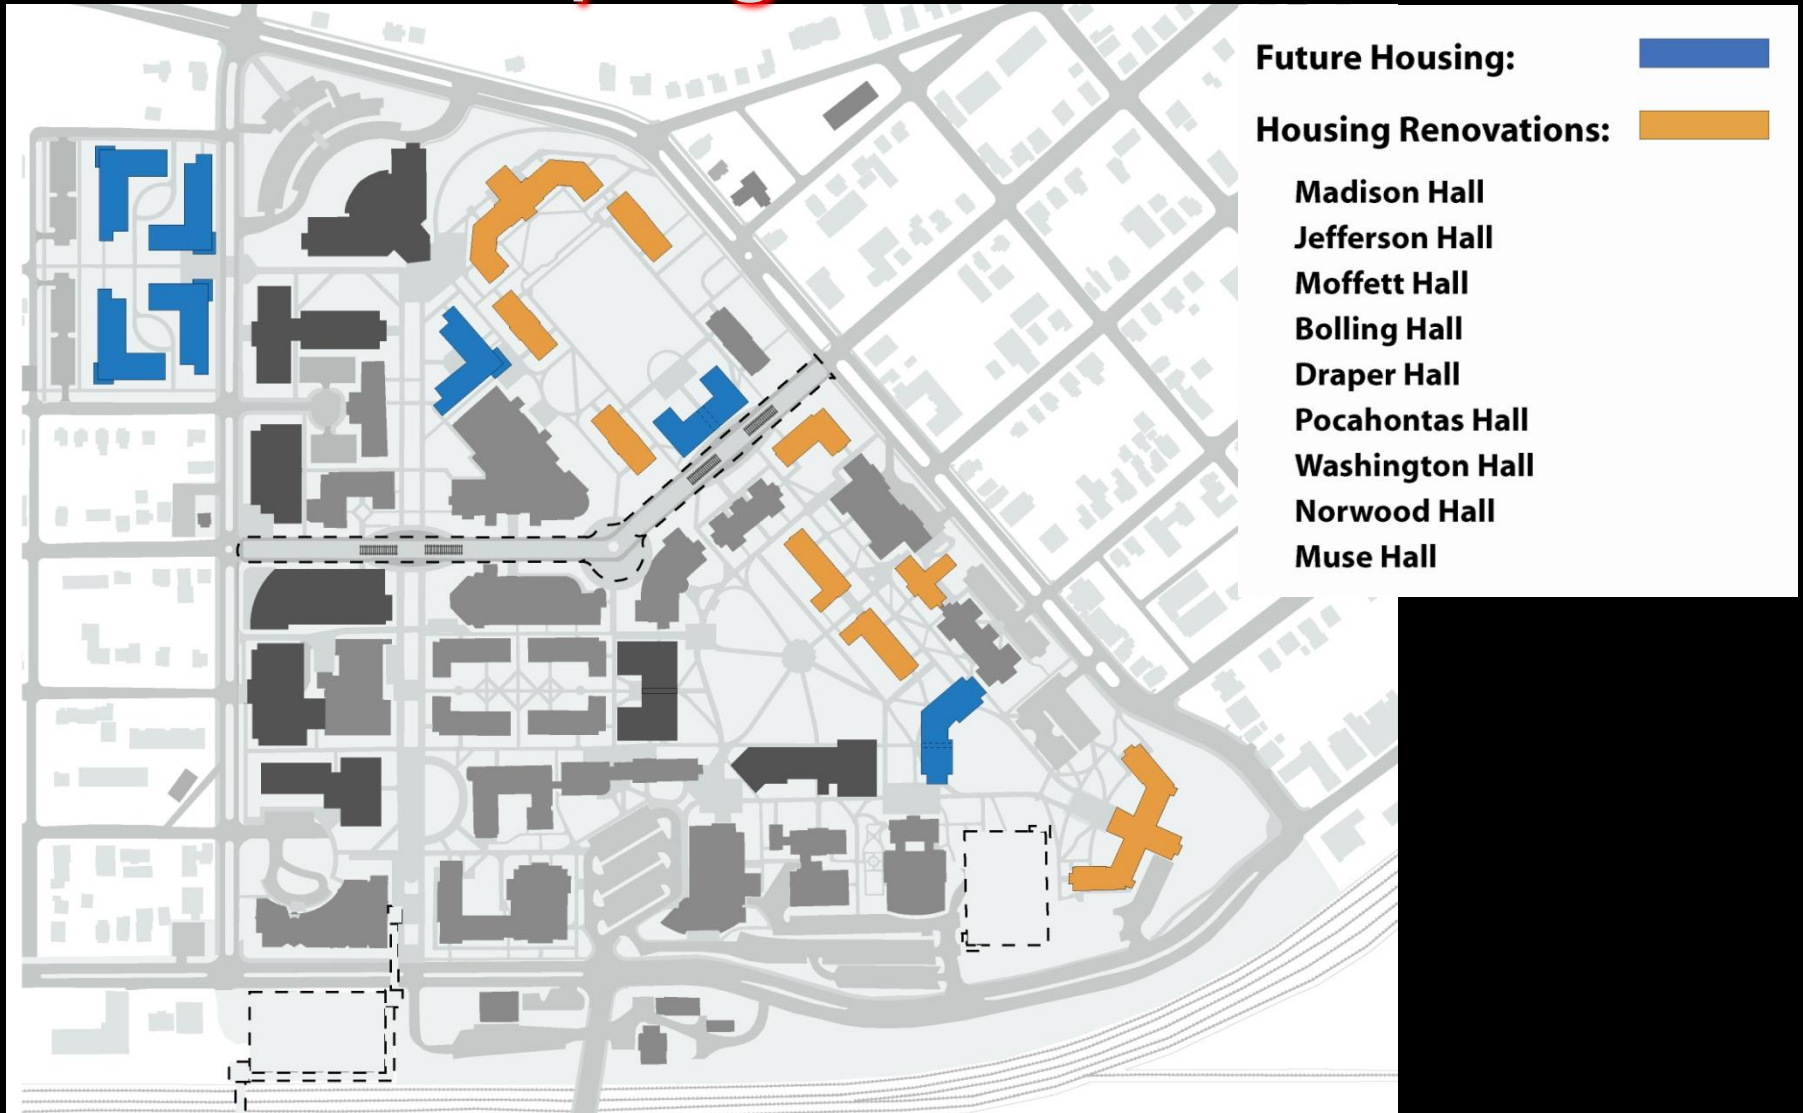 Future Housing:
Housing Renovations:
Madison Hall
Jefferson Hall
Moffett Hall
Bolling Hall
Draper Hall
Pocahontas Hall
Washington Hall
Norwood Hall
Muse Hall